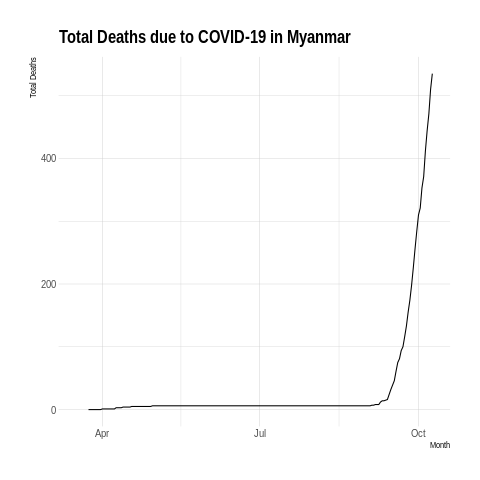 Total Deaths due to COVID-19 in Myanmar
Total Deaths
400
200
0
Apr
Jul
Oct
Month